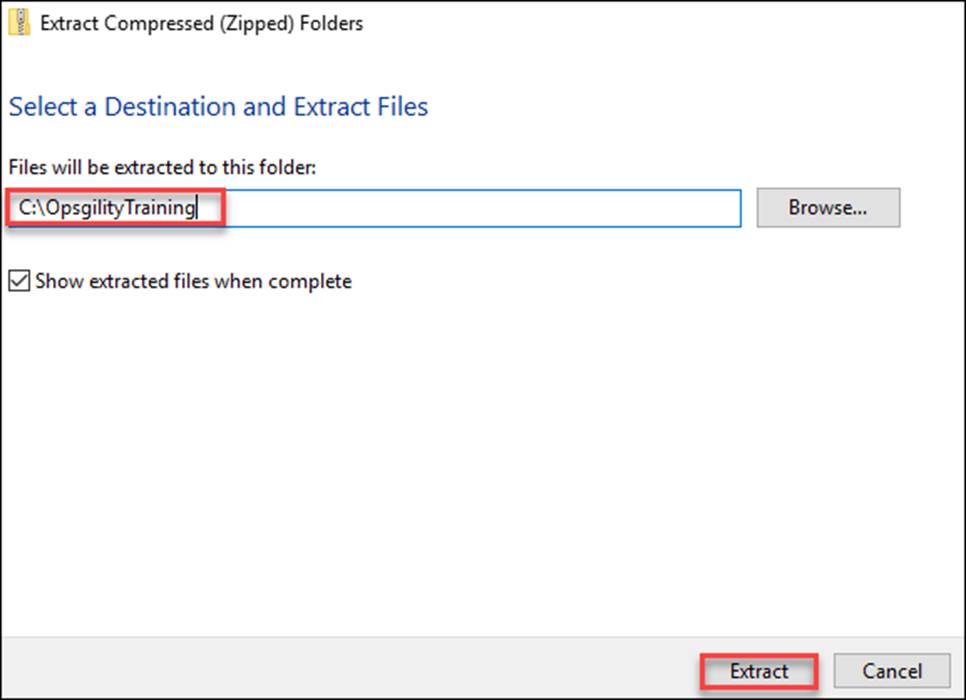 Extract Compressed (Zipped) Folders
Select a Destination and Extract Files
Files will be extracted to this folder:
C:\OpsgilityTraining
Browse...
Show extracted files when complete
Extract
Cancel